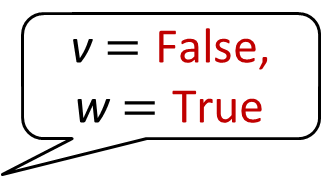 v = False,
w = True